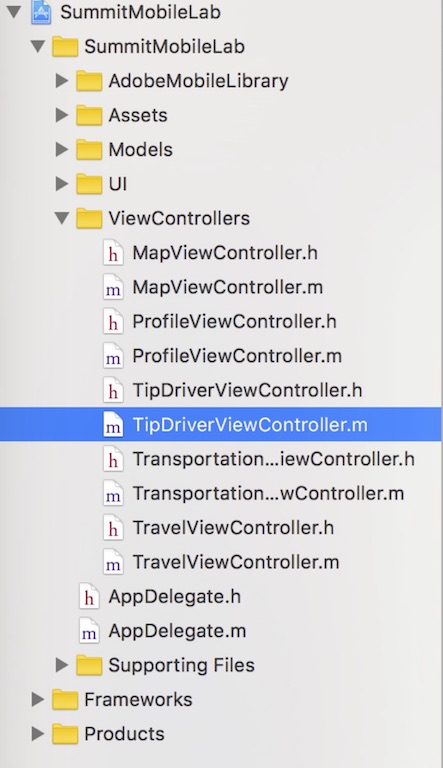 SummitMobileLab
SummitMobileLab
AdobeMobileLibrary
Assets
Models
UI
ViewControllers
h MapViewController.h
m MapViewController.m
h ProfileViewController.h
m ProfileViewController.m
h TipDriverViewController.h
m TipDriverViewController.m
h Transportation...iewController.h
m Transportation...wController.m
h TravelViewController.h
m TravelViewController.m
h AppDelegate.h
m AppDelegate.m
Supporting Files
Frameworks
Products